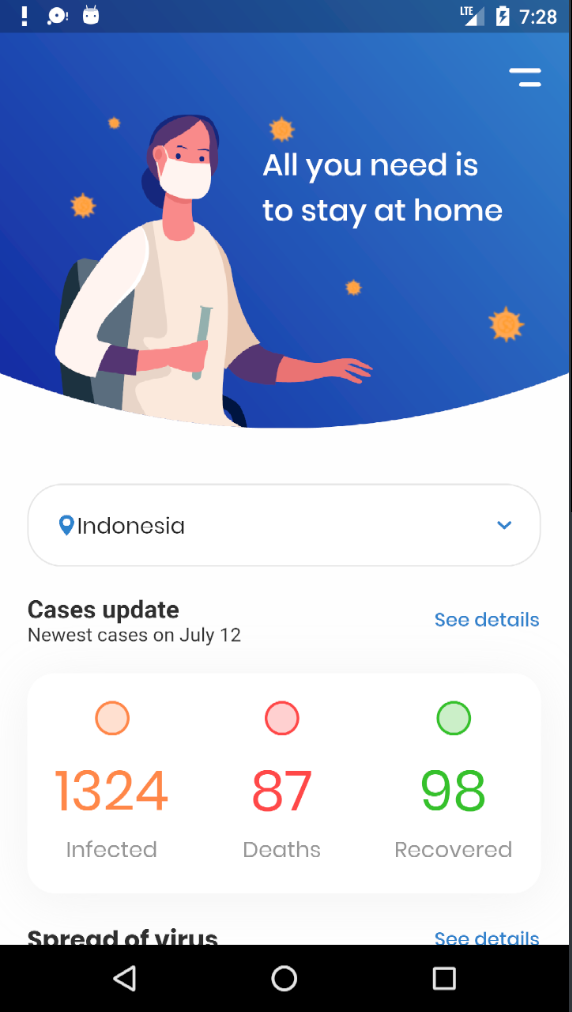 LTE 7:28
All you need is
to stay at home
Indonesia
Cases update
Newest cases on July 12
See details
1324 87 98
Infected Deaths Recovered
Spread of virus
See details